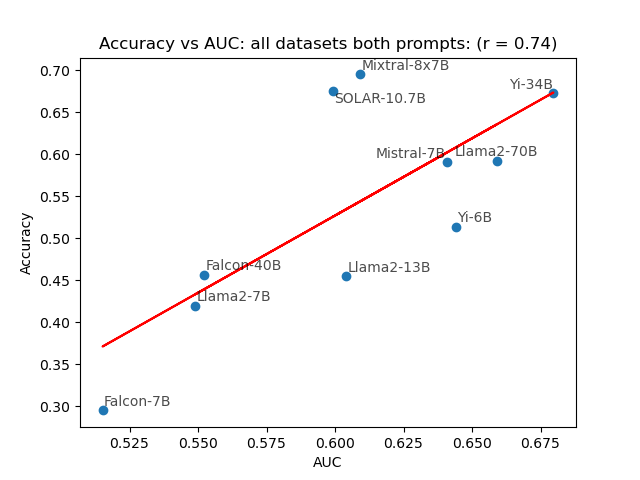 Accuracy vs AUC: all datasets both prompts: (r = 0.74)
0.70
0.65
0.60
0.55
0.50
0.45
0.40
0.35
0.30
Accuracy
Mixtral-8x7B
Yi-34B
SOLAR-10.7B
Mistral-7B
Llama2-70B
Yi-6B
Falcon-40B
Llama2-13B
Llama2-7B
Falcon-7B
0.525
0.550
0.575
0.600
0.625
0.650
0.675
AUC